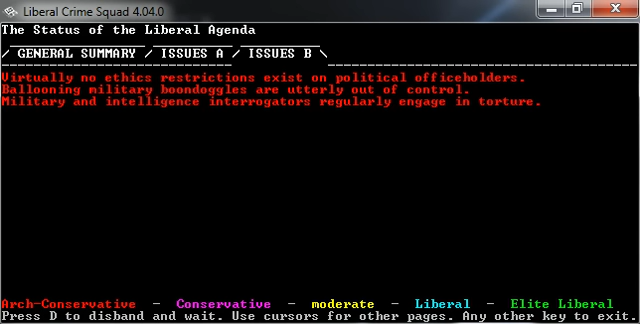 Liberal Crime Squad 4.04.0
The Status of the Liberal Agenda
/ GENERAL SUMMARY / ISSUES A / ISSUES B \
Virtually no ethics restrictions exist on political officeholders.
Ballooning military boondoggles are utterly out of control.
Military and intelligence interrogators regularly engage in torture.
Arch-Conservative - Conservative - moderate - Liberal - Elite Liberal
Press D to disband and wait. Use cursors for other pages. Any other key to exit.